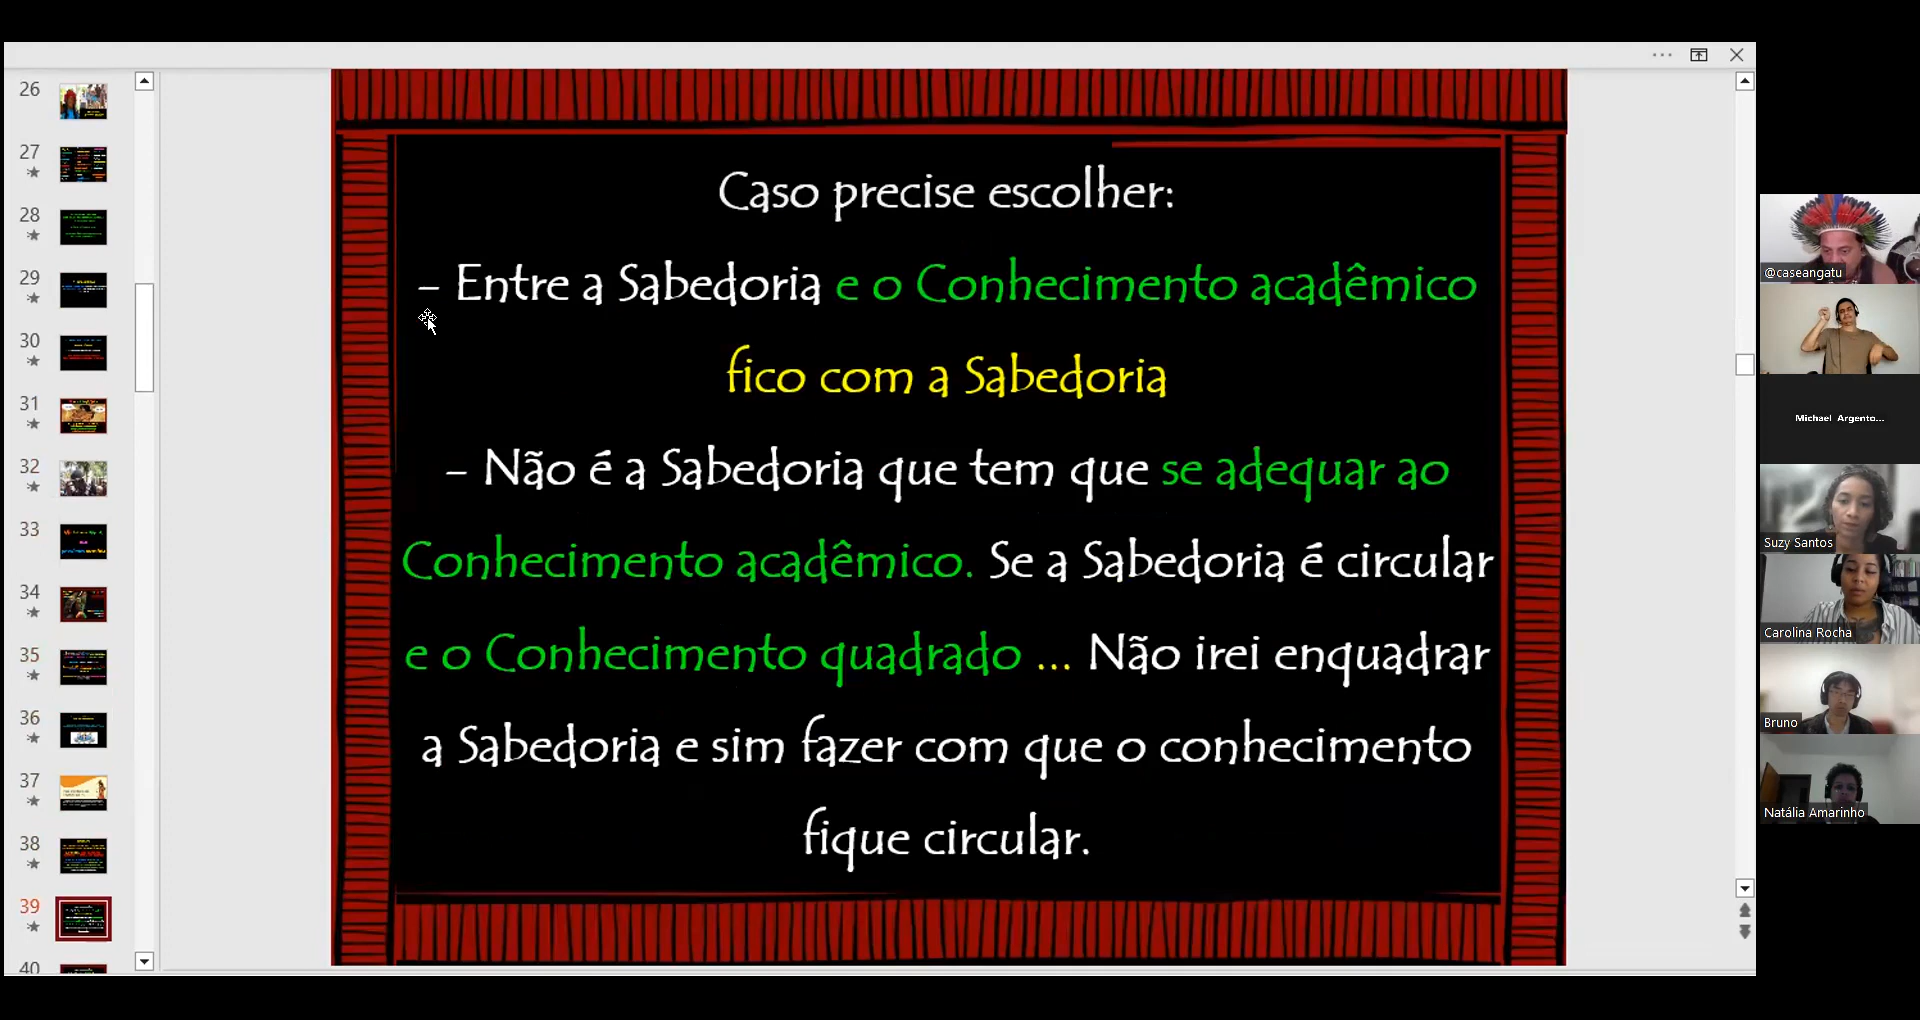 26
27
28
29
30
31
32
33
34
35
36
37
38
39
40
Caso precise escolher:
– Entre a Sabedoria e o Conhecimento acadêmico
fico com a Sabedoria
– Não é a Sabedoria que tem que se adequar ao
Conhecimento acadêmico. Se a Sabedoria é circular
e o Conhecimento quadrado ... Não irei enquadrar
a Sabedoria e sim fazer com que o conhecimento
fique circular.
@caseangatu
Michael Argento...
Suzy Santos
Carolina Rocha
Bruno
Natália Amarinho